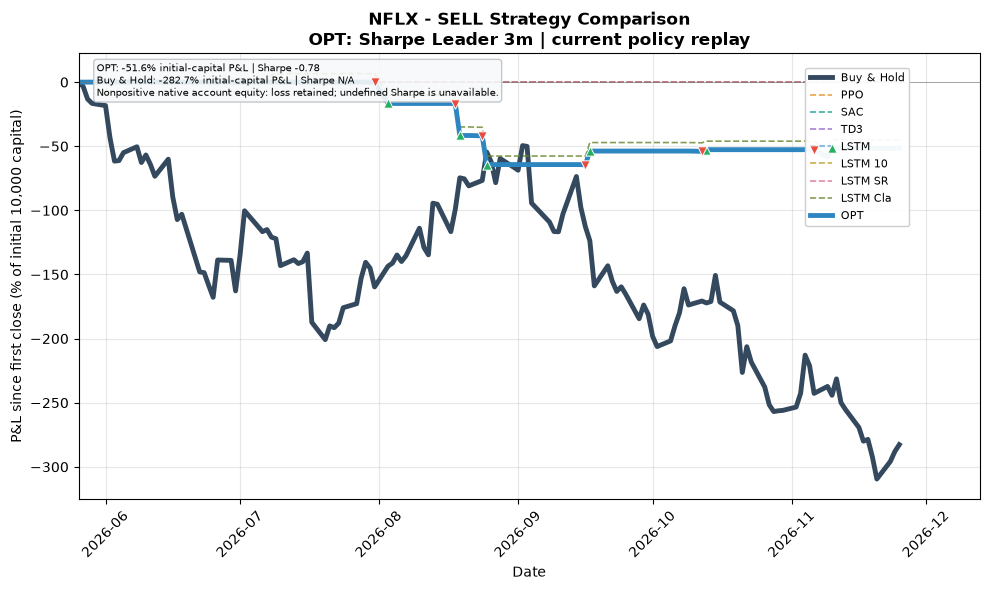 NFLX - SELL Strategy Comparison
OPT: Sharpe Leader 3m | current policy replay
OPT: -51.6% initial-capital P&L | Sharpe -0.78
Buy & Hold: -282.7% initial-capital P&L | Sharpe N/A
Nonpositive native account equity: loss retained; undefined Sharpe is unavailable.
Buy & Hold
PPO
SAC
TD3
LSTM
LSTM 10
LSTM SR
LSTM Cla
OPT
P&L since first close (% of initial 10,000 capital)
0
−50
−100
−150
−200
−250
−300
2026-06
2026-07
2026-08
2026-09
2026-10
2026-11
2026-12
Date